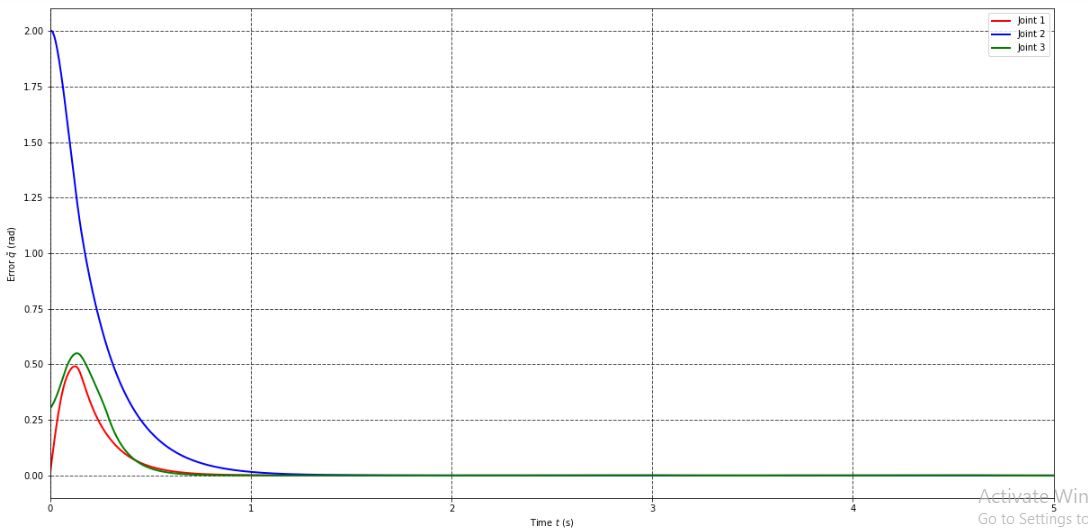 2.00
1.75
1.50
1.25
1.00
0.75
0.50
0.25
0.00
Error q̃ (rad)
Joint 1
Joint 2
Joint 3
0 1 2 3 4 5
Time t (s)
Activate Win
Go to Settings to